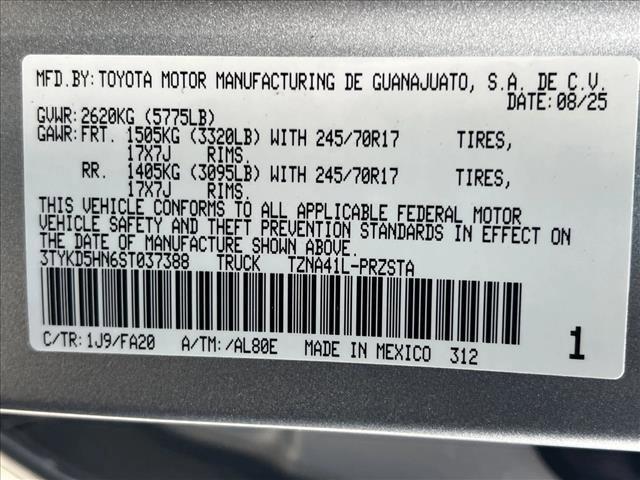 MFD.BY: TOYOTA MOTOR MANUFACTURING DE GUANAJUATO, S.A. DE C.V.
DATE: 08/25
GVWR: 2620KG (5775LB)
GAWR: FRT. 1505KG (3320LB) WITH 245/70R17 TIRES,
17X7J RIMS.
RR. 1405KG (3095LB) WITH 245/70R17 TIRES,
17X7J RIMS.
THIS VEHICLE CONFORMS TO ALL APPLICABLE FEDERAL MOTOR
VEHICLE SAFETY AND THEFT PREVENTION STANDARDS IN EFFECT ON
THE DATE OF MANUFACTURE SHOWN ABOVE.
3TYKD5HN6ST037388 TRUCK TZNA41L-PRZSTA
C/TR: 1J9/FA20 A/TM: /AL80E MADE IN MEXICO 312 1